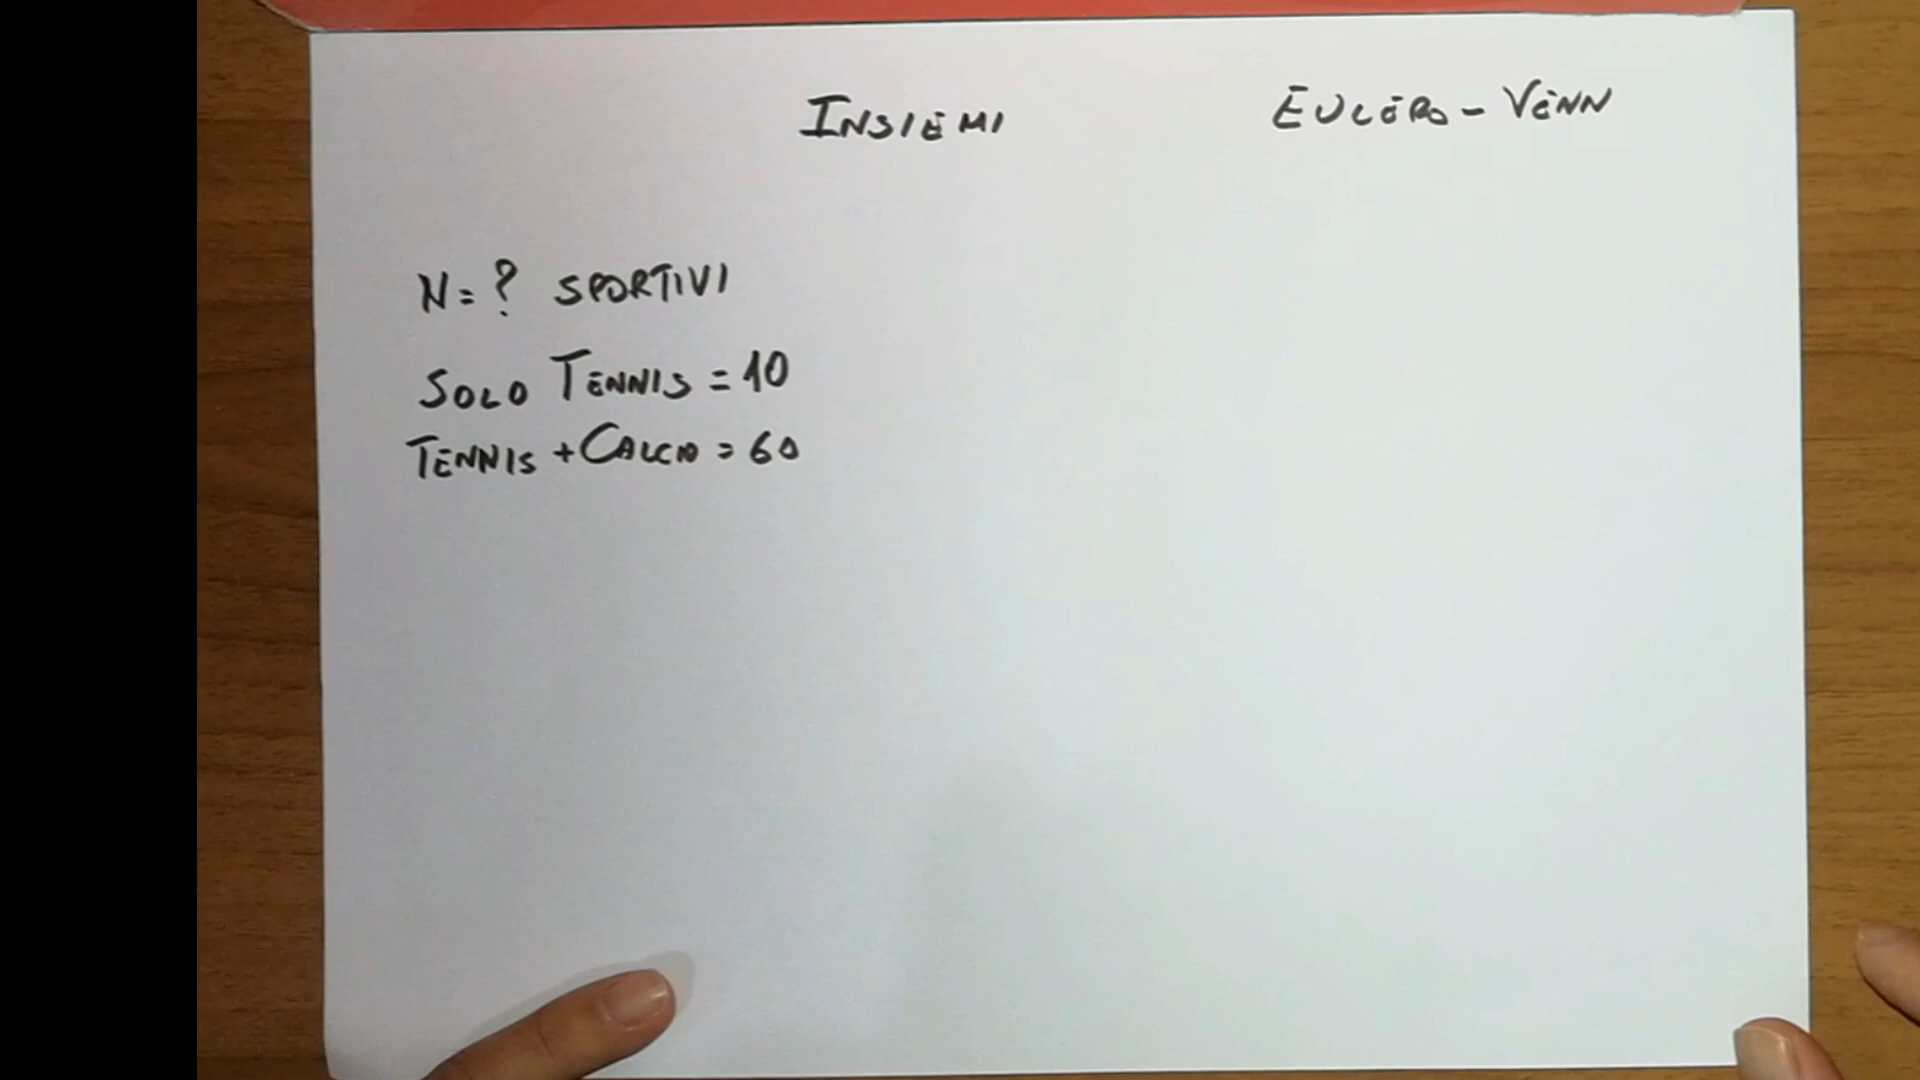 INSIEMI EULERO - VENN
N = ? SPORTIVI
SOLO TENNIS = 10
TENNIS + CALCIO = 60